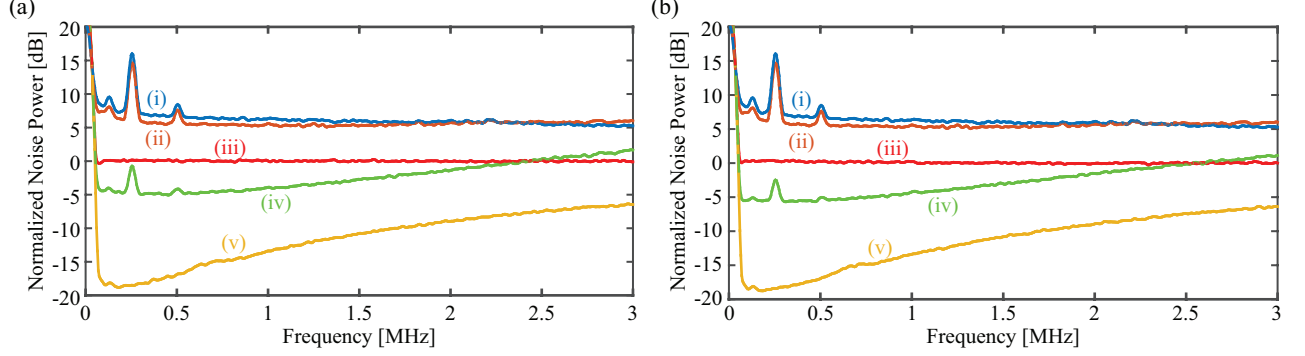 (a)
20
15
10
5
0
-5
-10
-15
-20
Normalized Noise Power [dB]
(i)
(ii)
(iii)
(iv)
(v)
0 0.5 1 1.5 2 2.5 3
Frequency [MHz]
(b)
20
15
10
5
0
-5
-10
-15
-20
Normalized Noise Power [dB]
(i)
(ii)
(iii)
(iv)
(v)
0 0.5 1 1.5 2 2.5 3
Frequency [MHz]